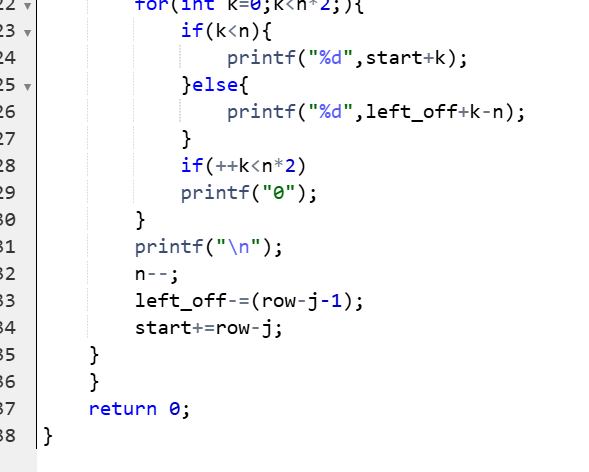 for(int k=0;k<n*2;){
23 if(k<n){
24 printf("%d",start+k);
25 }else{
26 printf("%d",left_off+k-n);
27 }
28 if(++k<n*2)
29 printf("0");
30 }
31 printf("\n");
32 n--;
33 left_off-=(row-j-1);
34 start+=row-j;
35 }
36 }
37 return 0;
38 }